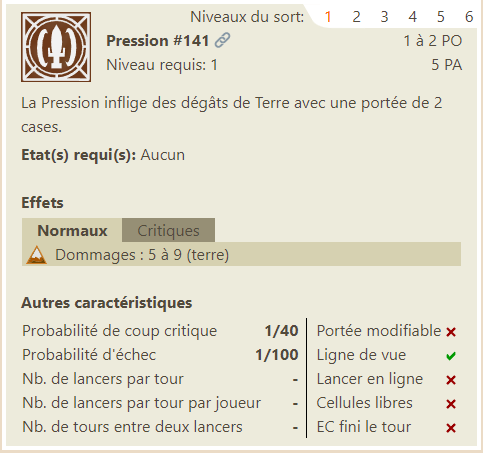 Niveaux du sort: 1 2 3 4 5 6
Pression #141 1 à 2 PO
Niveau requis: 1 5 PA
La Pression inflige des dégâts de Terre avec une portée de 2
cases.
Etat(s) requi(s): Aucun
Effets
Normaux Critiques
Dommages : 5 à 9 (terre)
Autres caractéristiques
Probabilité de coup critique 1/40 Portée modifiable
Probabilité d'échec 1/100 Ligne de vue
Nb. de lancers par tour - Lancer en ligne
Nb. de lancers par tour par joueur - Cellules libres
Nb. de tours entre deux lancers - EC fini le tour